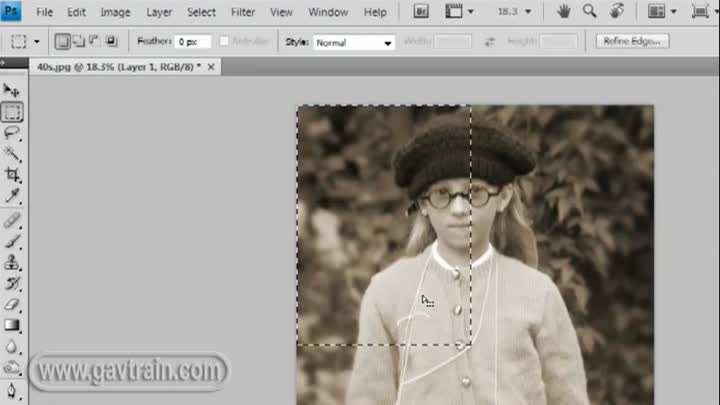 Ps File Edit Image Layer Select Filter View Window Help Br 18.3
Feather: 0 px Anti-alias Style: Normal Width: Height: Refine Edge...
40s.jpg @ 18.3% (Layer 1, RGB/8) * ×
www.gavtrain.com